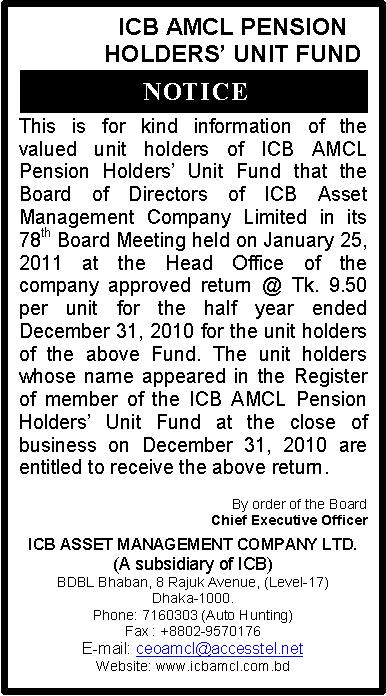 ICB AMCL PENSION
HOLDERS’ UNIT FUND
NOTICE
This is for kind information of the
valued unit holders of ICB AMCL
Pension Holders’ Unit Fund that the
Board of Directors of ICB Asset
Management Company Limited in its
78th Board Meeting held on January 25,
2011 at the Head Office of the
company approved return @ Tk. 9.50
per unit for the half year ended
December 31, 2010 for the unit holders
of the above Fund. The unit holders
whose name appeared in the Register
of member of the ICB AMCL Pension
Holders’ Unit Fund at the close of
business on December 31, 2010 are
entitled to receive the above return.
By order of the Board
Chief Executive Officer
ICB ASSET MANAGEMENT COMPANY LTD.
(A subsidiary of ICB)
BDBL Bhaban, 8 Rajuk Avenue, (Level-17)
Dhaka-1000.
Phone: 7160303 (Auto Hunting)
Fax : +8802-9570176
E-mail: ceoamcl@accesstel.net
Website: www.icbamcl.com.bd